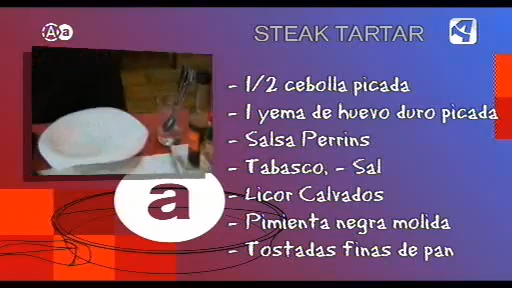 Aa
STEAK TARTAR
- 1/2 cebolla picada
- 1 yema de huevo duro picada
- Salsa Perrins
- Tabasco, - Sal
- Licor Calvados
- Pimienta negra molida
- Tostadas finas de pan
a